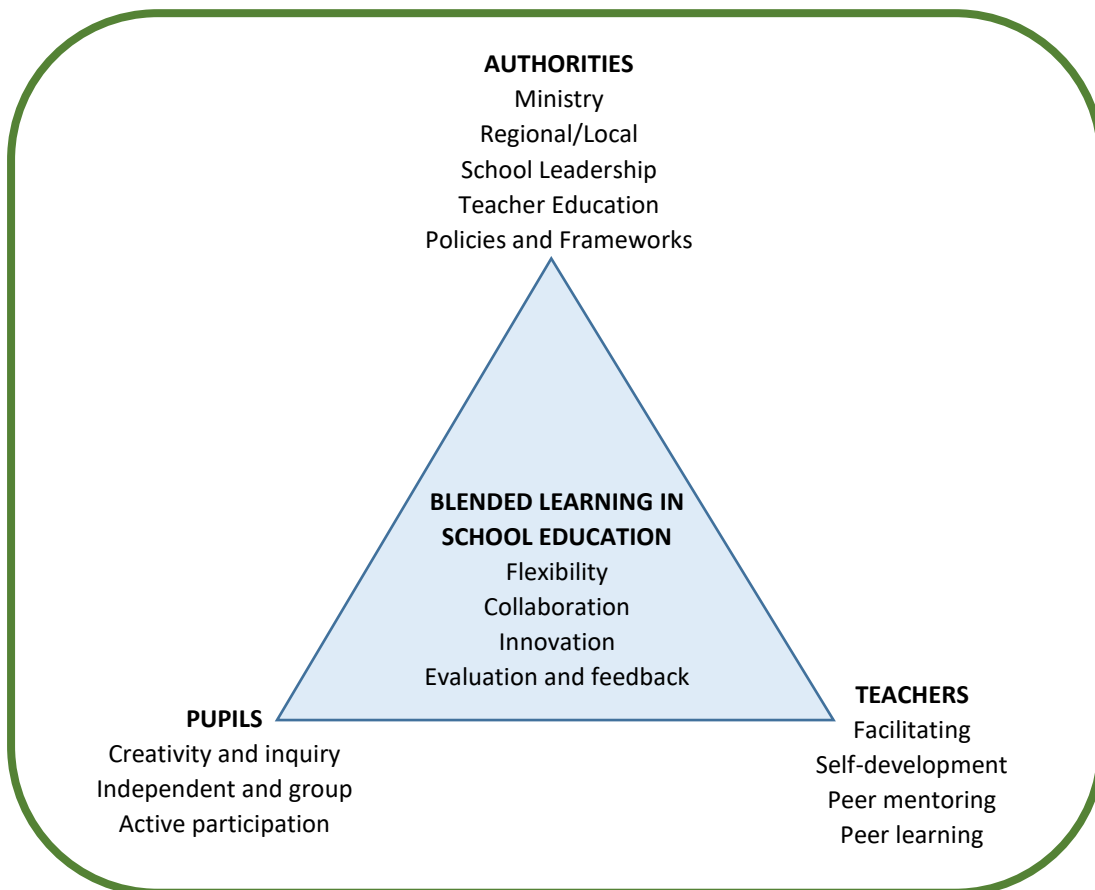 AUTHORITIES
Ministry
Regional/Local
School Leadership
Teacher Education
Policies and Frameworks
BLENDED LEARNING IN
SCHOOL EDUCATION
Flexibility
Collaboration
Innovation
Evaluation and feedback
PUPILS
Creativity and inquiry
Independent and group
Active participation
TEACHERS
Facilitating
Self-development
Peer mentoring
Peer learning